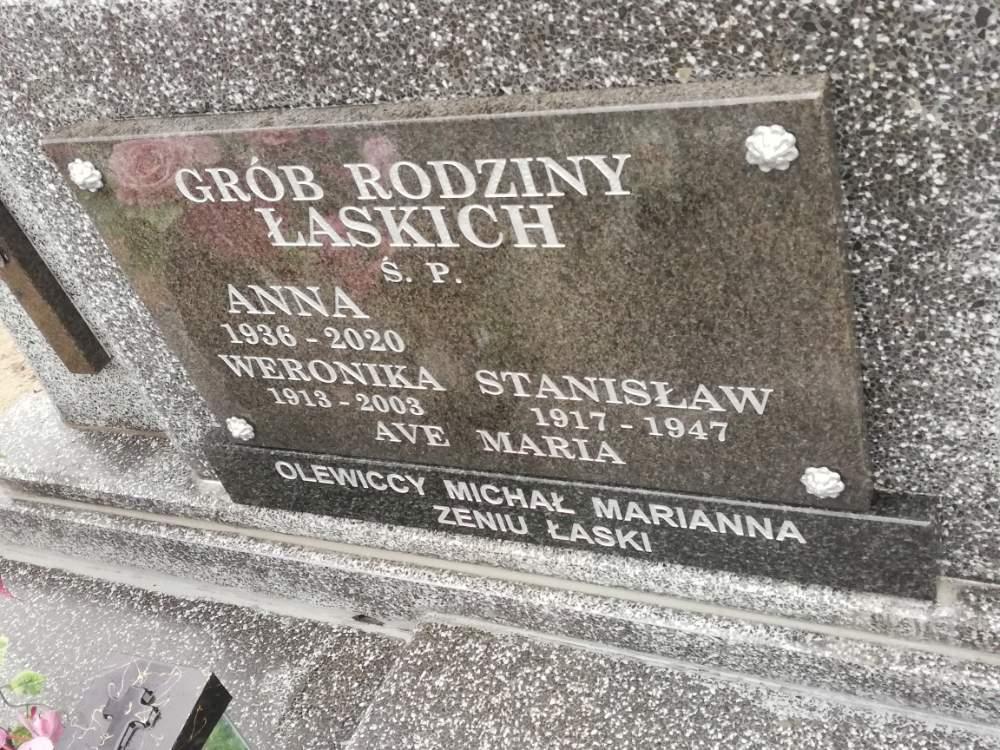 GRÓB RODZINY
ŁASKICH
Ś. P.
ANNA
1936 - 2020
WERONIKA STANISŁAW
1913 - 2003 1917 - 1947
AVE MARIA
OLEWICCY MICHAŁ MARIANNA
ZENIU ŁASKI